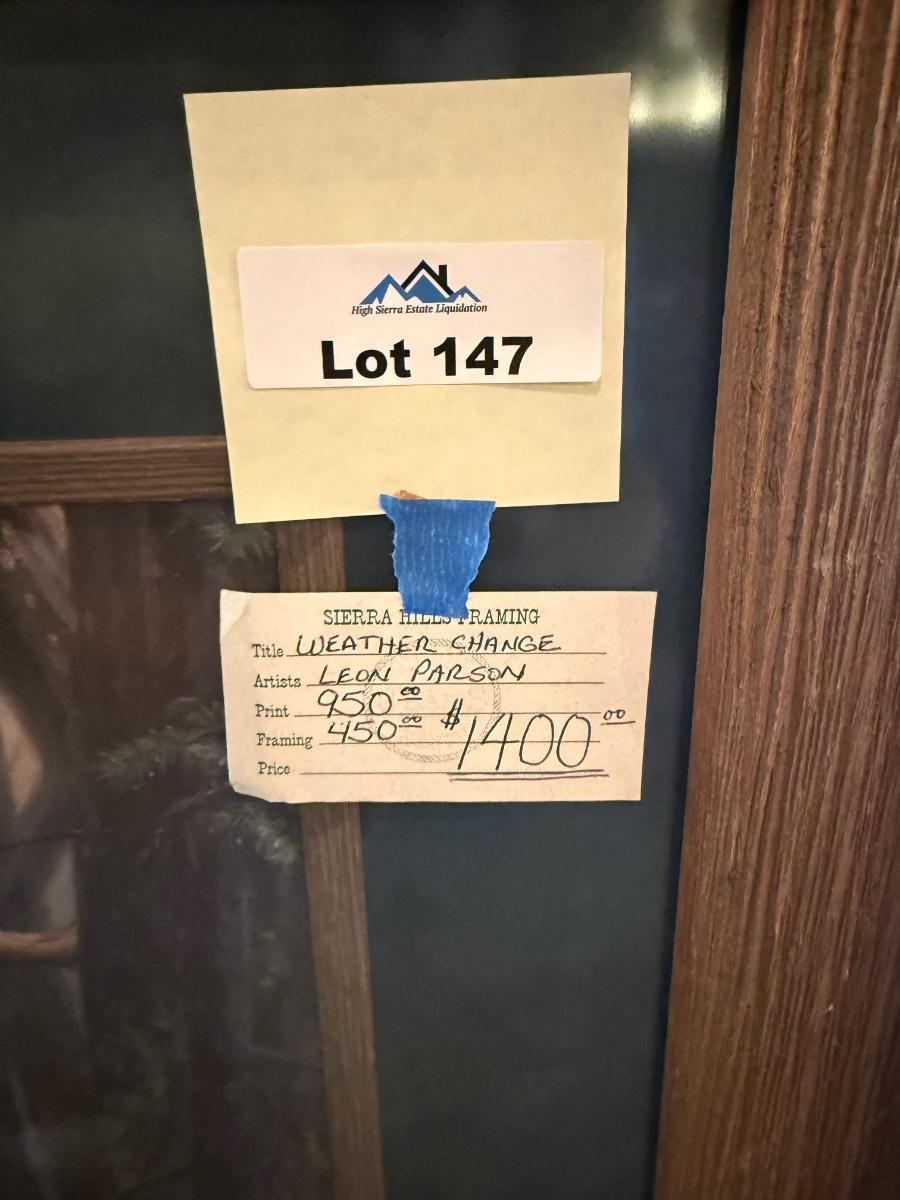 High Sierra Estate Liquidation
Lot 147
SIERRA HILLS FRAMING
Title WEATHER CHANGE
Artists LEON PARSON
Print 950.00
Framing 450.00 $1400.00
Price